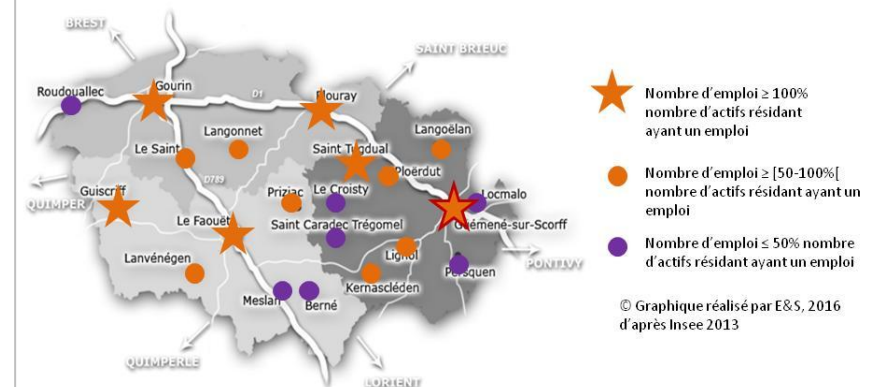 BREST
SAINT BRIEUC
Roudouallec
Gourin
D1
Plouray
Langonnet
Langoëlan
Le Saint
Saint Tugdual
Ploërdut
D789
Guiscriff
Priziac
Le Croisty
Locmalo
QUIMPER
Le Faouët
Saint Caradec Trégomel
Guémené-sur-Scorff
Lanvénégen
Lignol
Persquen
PONTIVY
Kernascléden
Meslan
Berné
QUIMPERLE
LORIENT
Nombre d'emploi ≥ 100%
nombre d'actifs résidant
ayant un emploi
Nombre d'emploi ≥ [50-100%[
nombre d'actifs résidant ayant un
emploi
Nombre d'emploi ≤ 50% nombre
d'actifs résidant ayant un emploi
© Graphique réalisé par E&S, 2016
d'après Insee 2013